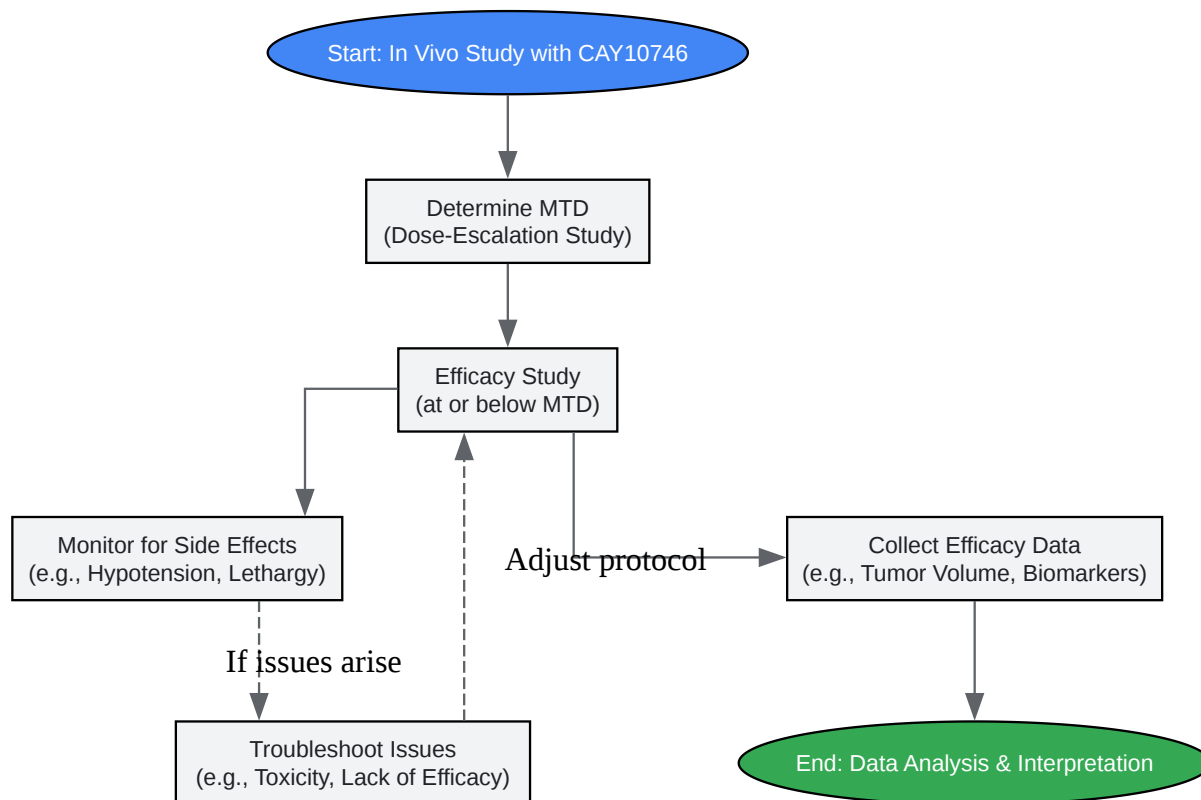 Start: In Vivo Study with CAY10746
Determine MTD
(Dose-Escalation Study)
Efficacy Study
(at or below MTD)
Monitor for Side Effects
(e.g., Hypotension, Lethargy)
Adjust protocol
Collect Efficacy Data
(e.g., Tumor Volume, Biomarkers)
If issues arise
Troubleshoot Issues
(e.g., Toxicity, Lack of Efficacy)
End: Data Analysis & Interpretation